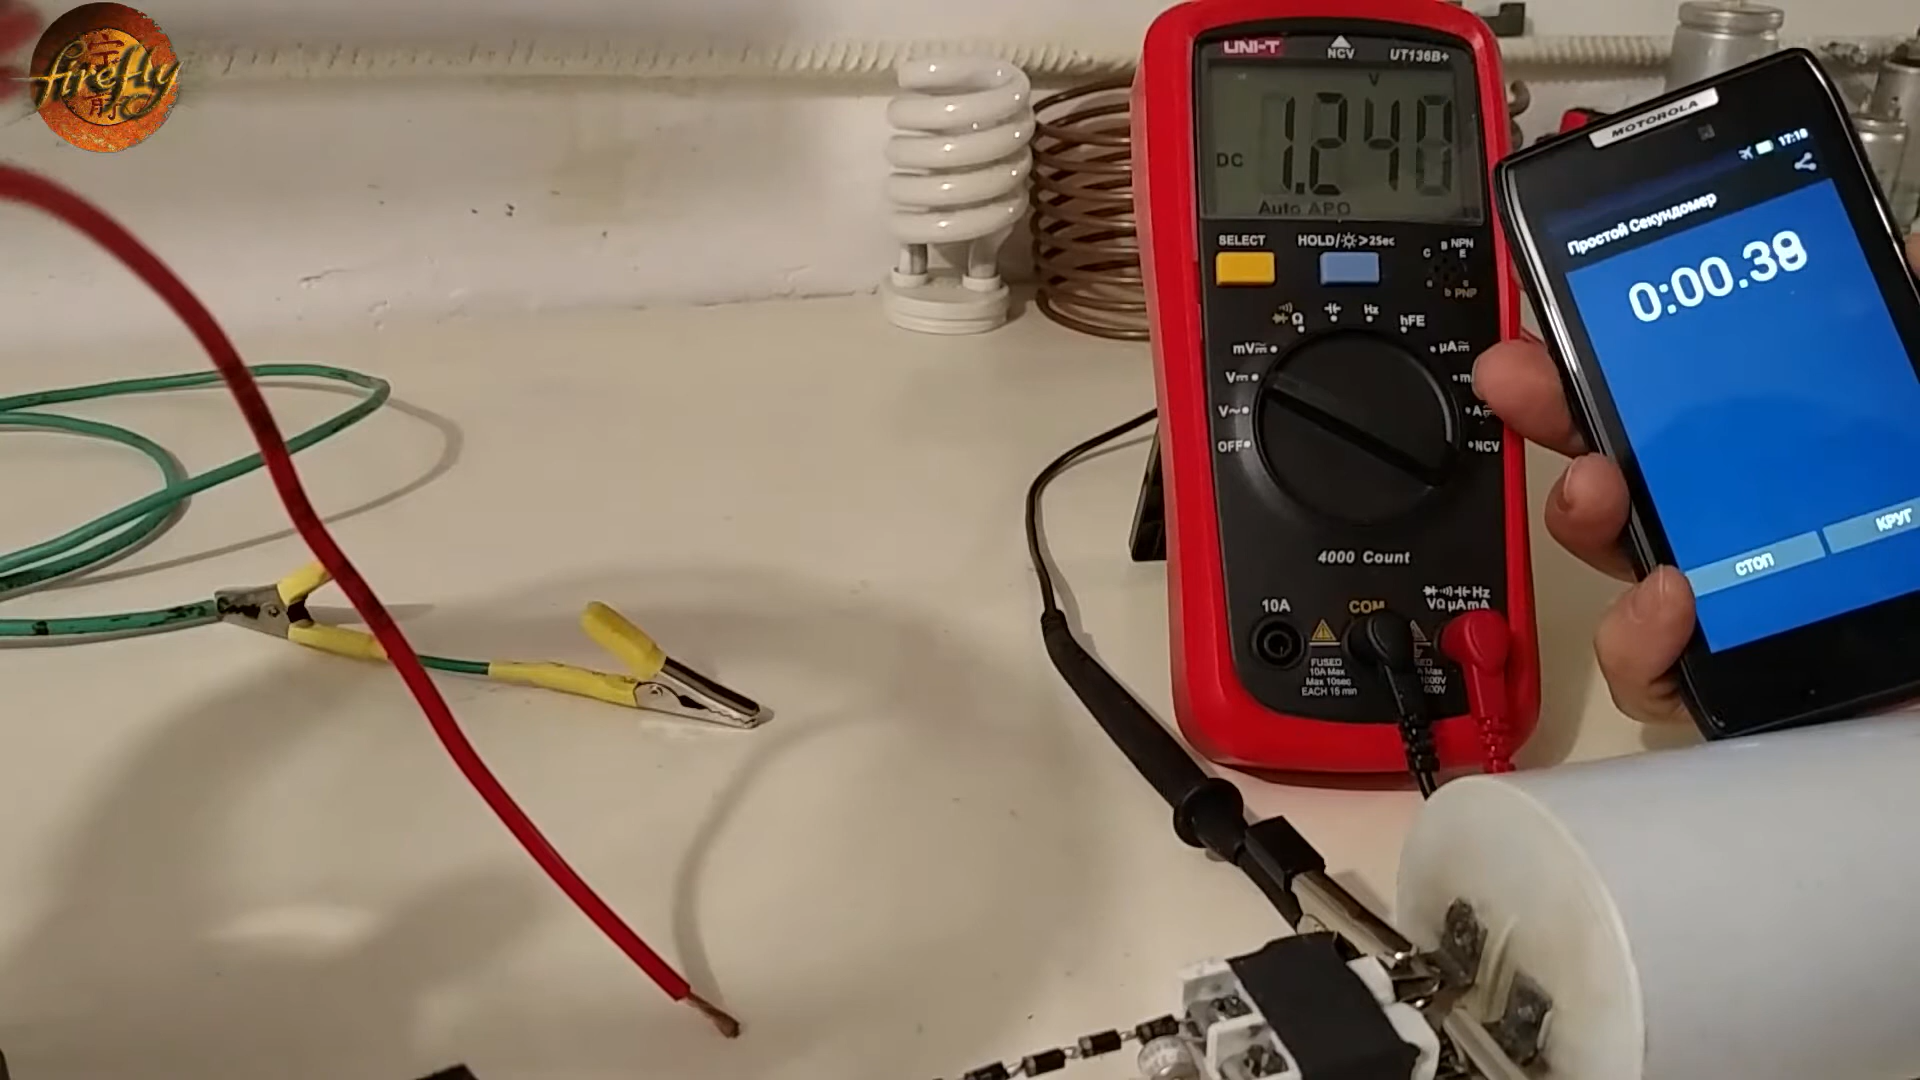 firefly
UNI-T
NCV
UT136B+
V
DC
1.240
Auto APO
SELECT
HOLD/ >2Sec
B NPN
C E
b PNP
Ω
Hz
hFE
mV
µA
V
m
V~
A
OFF
NCV
4000 Count
10A
COM
Hz
VΩµAmA
FUSED
10A Max
Max 10sec
EACH 15 min
1000V
600V
MOTOROLA
17:18
Простой Секундомер
0:00.38
СТОП
КРУГ